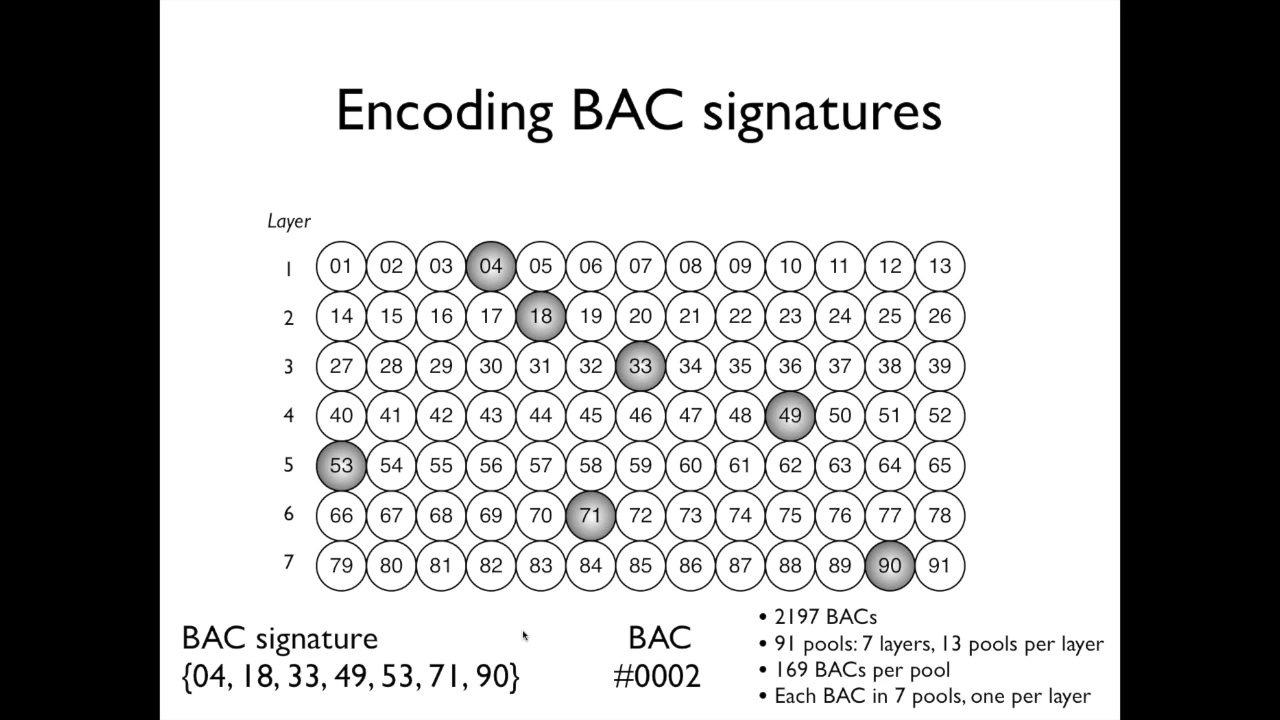 Encoding BAC signatures
Layer
1 01 02 03 04 05 06 07 08 09 10 11 12 13
2 14 15 16 17 18 19 20 21 22 23 24 25 26
3 27 28 29 30 31 32 33 34 35 36 37 38 39
4 40 41 42 43 44 45 46 47 48 49 50 51 52
5 53 54 55 56 57 58 59 60 61 62 63 64 65
6 66 67 68 69 70 71 72 73 74 75 76 77 78
7 79 80 81 82 83 84 85 86 87 88 89 90 91
BAC signature
{04, 18, 33, 49, 53, 71, 90}
BAC
#0002
• 2197 BACs
• 91 pools: 7 layers, 13 pools per layer
• 169 BACs per pool
• Each BAC in 7 pools, one per layer